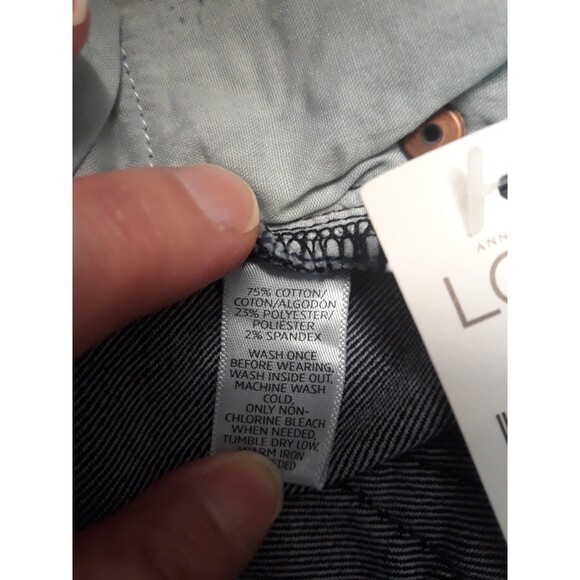 75% COTTON/
COTON/ALGODÓN
23% POLYESTER/
POLIÉSTER
2% SPANDEX
WASH ONCE
BEFORE WEARING,
WASH INSIDE OUT,
MACHINE WASH
COLD,
ONLY NON-
CHLORINE BLEACH
WHEN NEEDED,
TUMBLE DRY LOW,
WARM IRON
ANN
LO